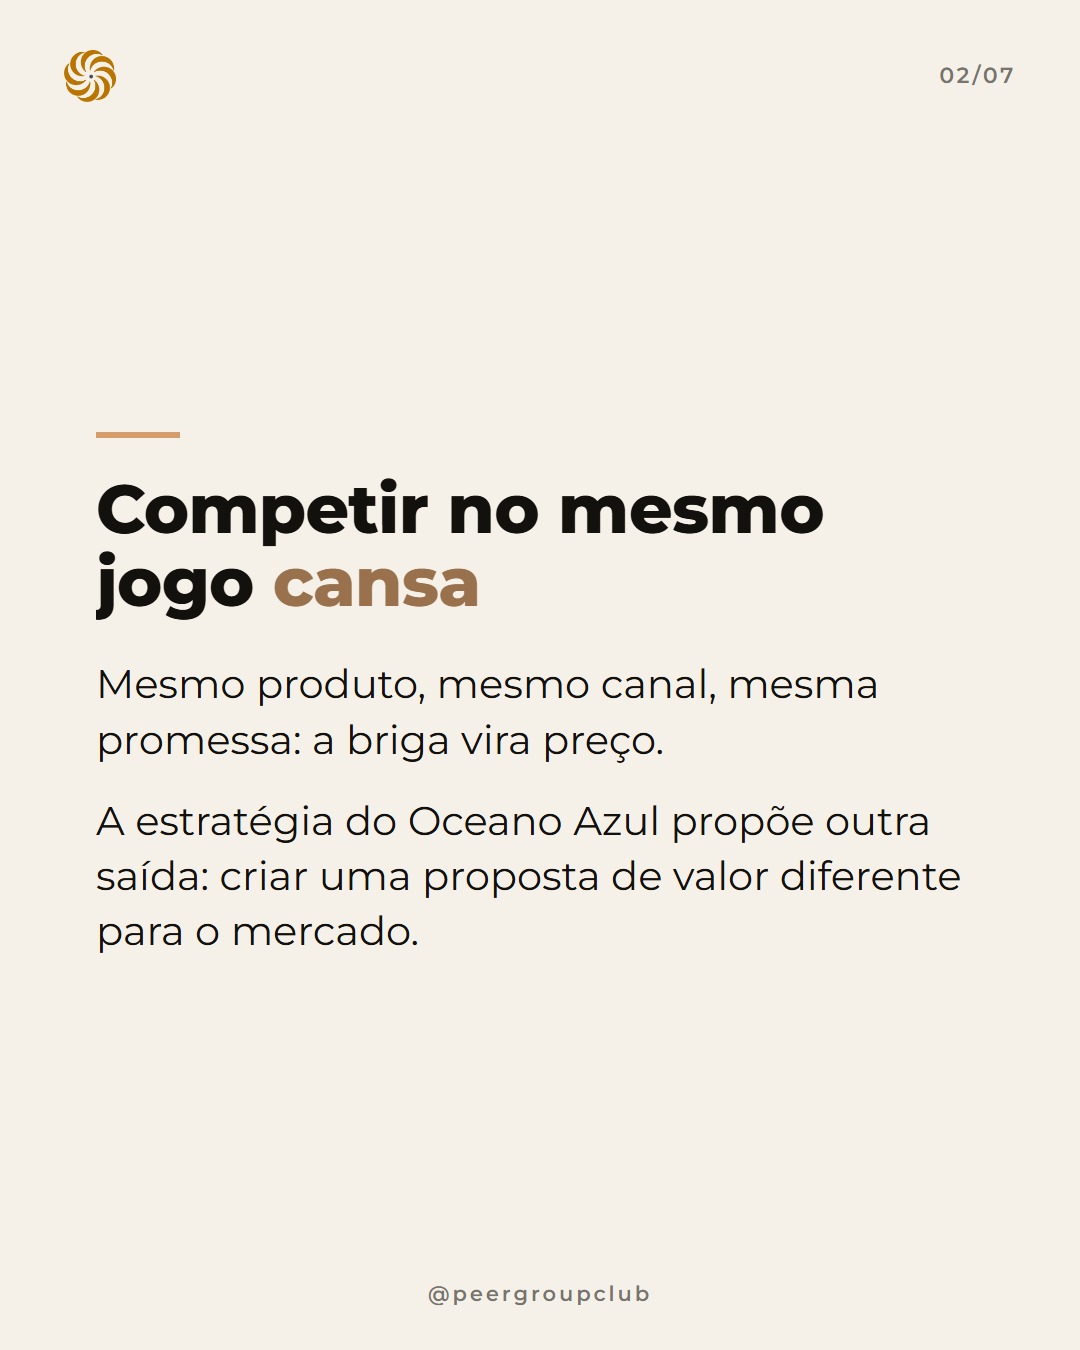 02/07
Competir no mesmo
jogo cansa
Mesmo produto, mesmo canal, mesma
promessa: a briga vira preço.
A estratégia do Oceano Azul propõe outra
saída: criar uma proposta de valor diferente
para o mercado.
@peergroupclub